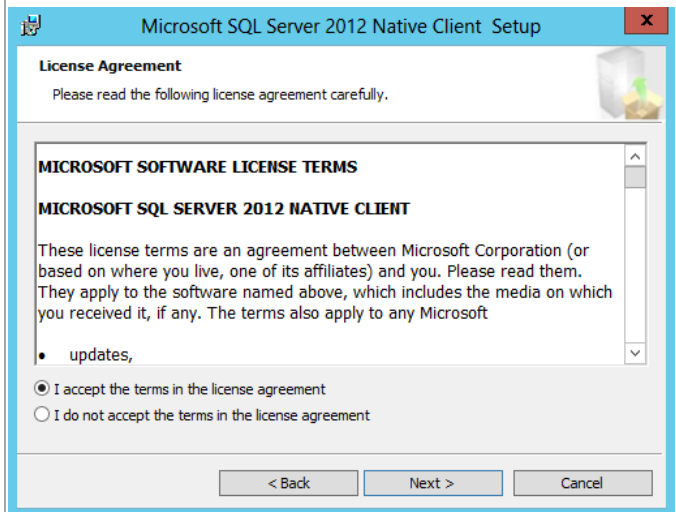 Microsoft SQL Server 2012 Native Client Setup
x
License Agreement
Please read the following license agreement carefully.
MICROSOFT SOFTWARE LICENSE TERMS
MICROSOFT SQL SERVER 2012 NATIVE CLIENT
These license terms are an agreement between Microsoft Corporation (or
based on where you live, one of its affiliates) and you. Please read them.
They apply to the software named above, which includes the media on which
you received it, if any. The terms also apply to any Microsoft
• updates,
I accept the terms in the license agreement
I do not accept the terms in the license agreement
< Back Next > Cancel